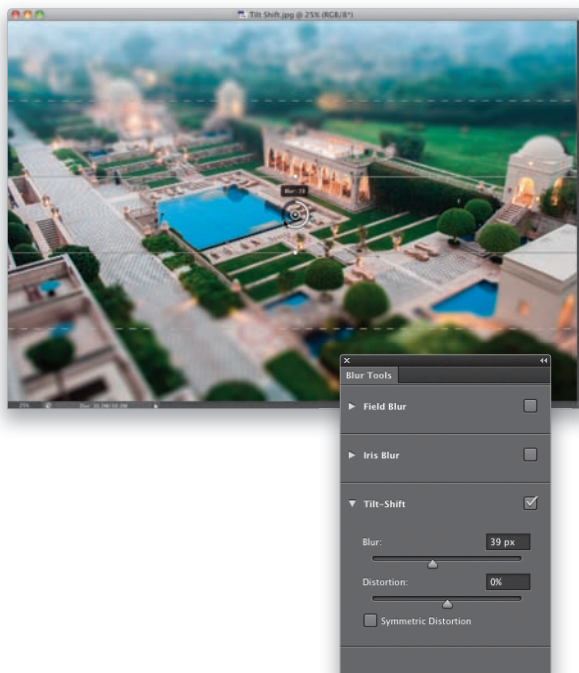 Tilt Shift.jpg @ 25% (RGB/8*)
Blur: 39
25%
Blur Tools
Field Blur
Iris Blur
Tilt-Shift
Blur:
39 px
Distortion:
0%
Symmetric Distortion